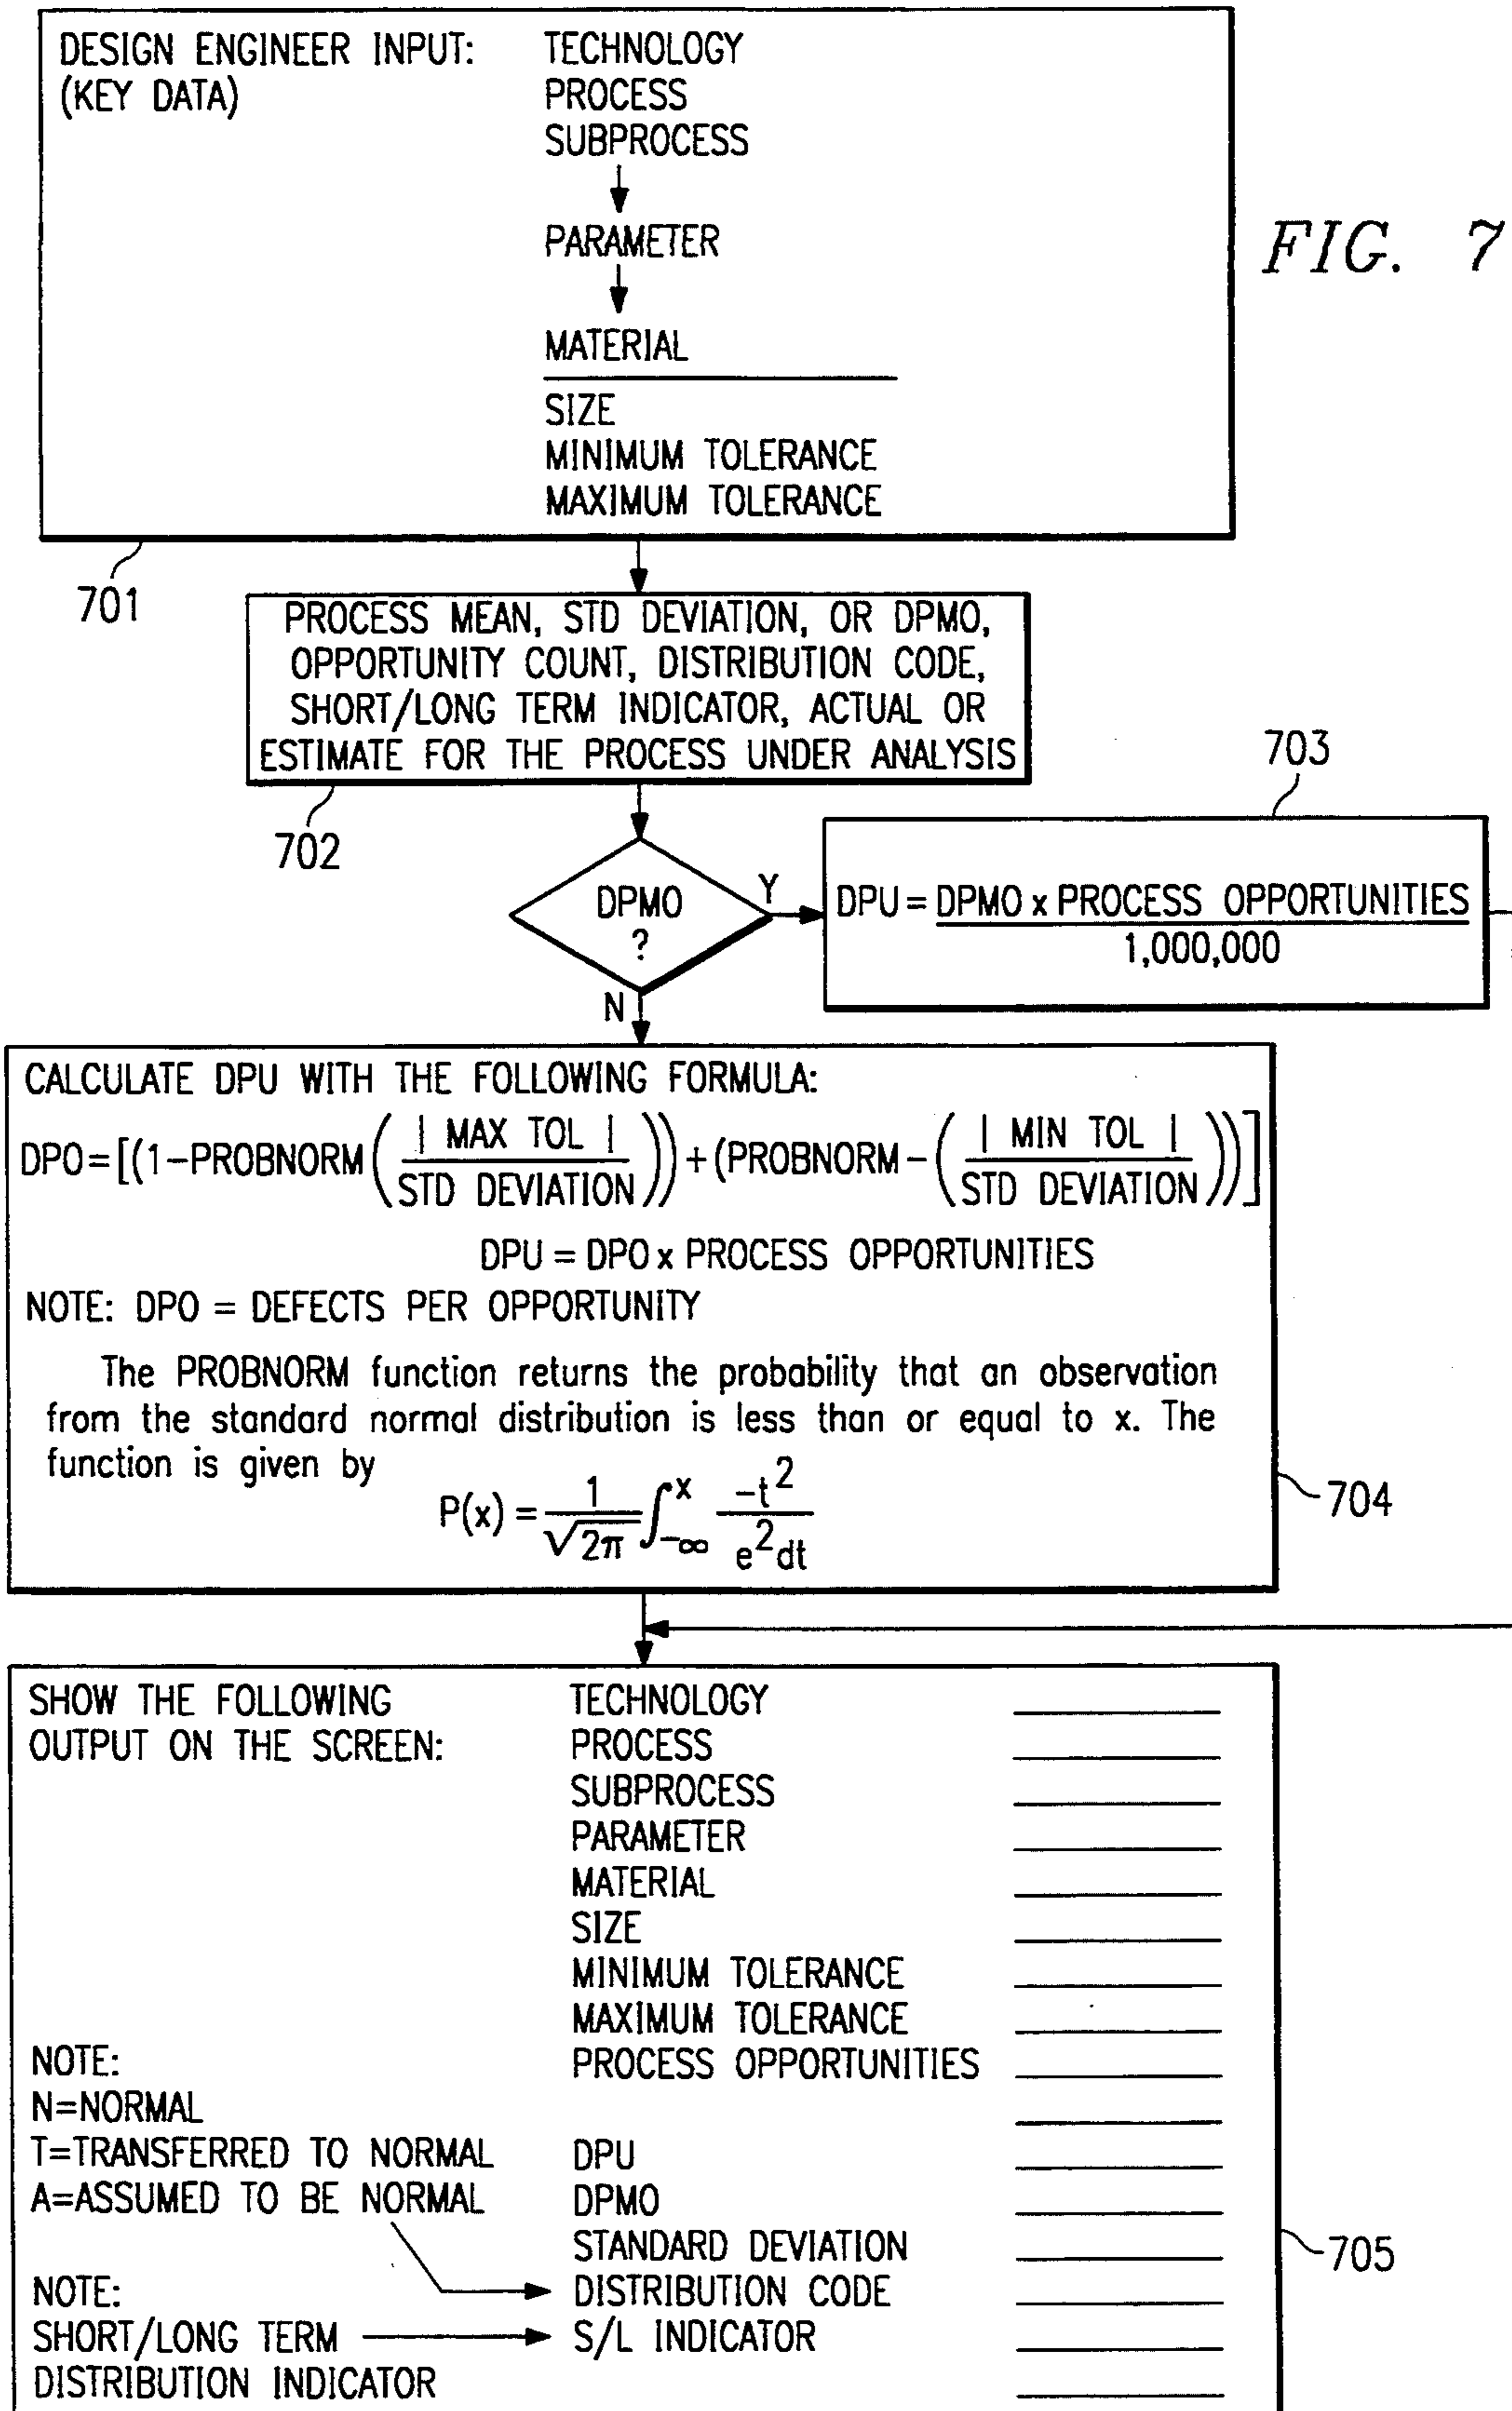 DESIGN ENGINEER INPUT: TECHNOLOGY
(KEY DATA) PROCESS
SUBPROCESS
PARAMETER
MATERIAL
SIZE
MINIMUM TOLERANCE
MAXIMUM TOLERANCE
FIG. 7
701
PROCESS MEAN, STD DEVIATION, OR DPMO,
OPPORTUNITY COUNT, DISTRIBUTION CODE,
SHORT/LONG TERM INDICATOR, ACTUAL OR
ESTIMATE FOR THE PROCESS UNDER ANALYSIS
702
703
DPMO
?
Y
N
DPU = DPMO x PROCESS OPPORTUNITIES
1,000,000
CALCULATE DPU WITH THE FOLLOWING FORMULA:
DPO=[(1-PROBNORM(| MAX TOL | / STD DEVIATION))+(PROBNORM-(| MIN TOL | / STD DEVIATION))]
DPU = DPO x PROCESS OPPORTUNITIES
NOTE: DPO = DEFECTS PER OPPORTUNITY
The PROBNORM function returns the probability that an observation
from the standard normal distribution is less than or equal to x. The
function is given by
P(x) = 1/√2π ∫-∞^x -t^2 / e^2dt
704
SHOW THE FOLLOWING TECHNOLOGY
OUTPUT ON THE SCREEN: PROCESS
SUBPROCESS
PARAMETER
MATERIAL
SIZE
MINIMUM TOLERANCE
MAXIMUM TOLERANCE
NOTE: PROCESS OPPORTUNITIES
N=NORMAL
T=TRANSFERRED TO NORMAL DPU
A=ASSUMED TO BE NORMAL DPMO
STANDARD DEVIATION
NOTE: DISTRIBUTION CODE
SHORT/LONG TERM S/L INDICATOR
DISTRIBUTION INDICATOR
705